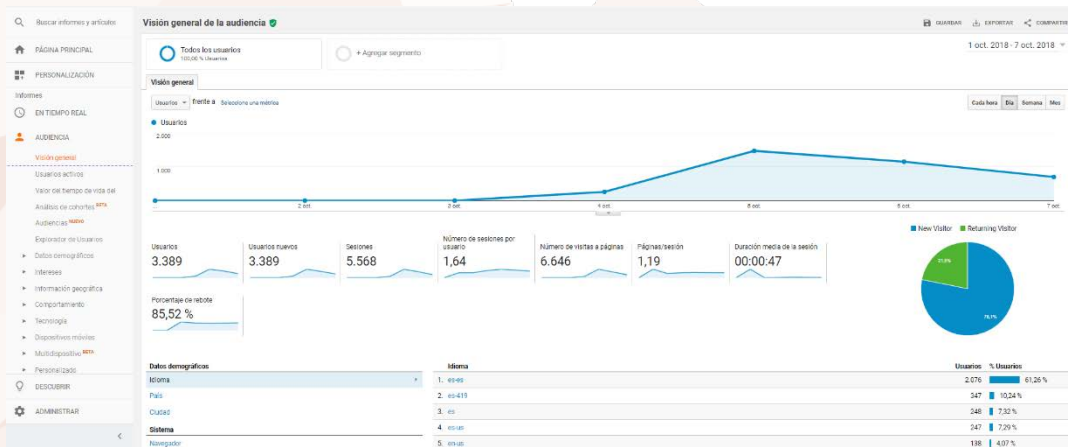 Buscar informes y artículos
PÁGINA PRINCIPAL
PERSONALIZACIÓN
Informes
EN TIEMPO REAL
AUDIENCIA
Visión general
Usuarios activos
Valor del tiempo de vida del
Análisis de cohortes BETA
Audiencias NUEVO
Explorador de Usuarios
Datos demográficos
Intereses
Información geográfica
Comportamiento
Tecnología
Dispositivos móviles
Multidispositivo BETA
Personalizado
DESCUBRIR
ADMINISTRAR
Visión general de la audiencia
GUARDAR EXPORTAR COMPARTIR
1 oct. 2018 - 7 oct. 2018
Todos los usuarios
100,00 % Usuarios
+ Agregar segmento
Visión general
Usuarios frente a Seleccione una métrica
Cada hora Día Semana Mes
Usuarios
2.000
1.000
... 2 oct. 3 oct. 4 oct. 5 oct. 6 oct. 7 oct.
New Visitor Returning Visitor
Usuarios
3.389
Usuarios nuevos
3.389
Sesiones
5.568
Número de sesiones por usuario
1,64
Número de visitas a páginas
6.646
Páginas/sesión
1,19
Duración media de la sesión
00:00:47
Porcentaje de rebote
85,52 %
Datos demográficos
Idioma
País
Ciudad
Sistema
Navegador
Idioma Usuarios % Usuarios
1. es-es 2.076 61,26 %
2. es-419 347 10,24 %
3. es 248 7,32 %
4. es-us 247 7,29 %
5. en-us 138 4,07 %